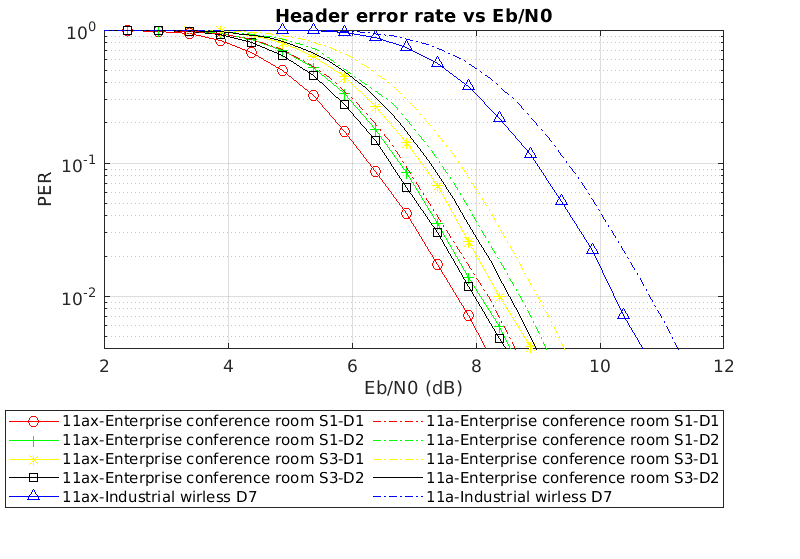 Header error rate vs Eb/N0
10^0
10^-1
10^-2
PER
2 4 6 8 10 12
Eb/N0 (dB)
11ax-Enterprise conference room S1-D1 11a-Enterprise conference room S1-D1
11ax-Enterprise conference room S1-D2 11a-Enterprise conference room S1-D2
11ax-Enterprise conference room S3-D1 11a-Enterprise conference room S3-D1
11ax-Enterprise conference room S3-D2 11a-Enterprise conference room S3-D2
11ax-Industrial wirless D7 11a-Industrial wirless D7